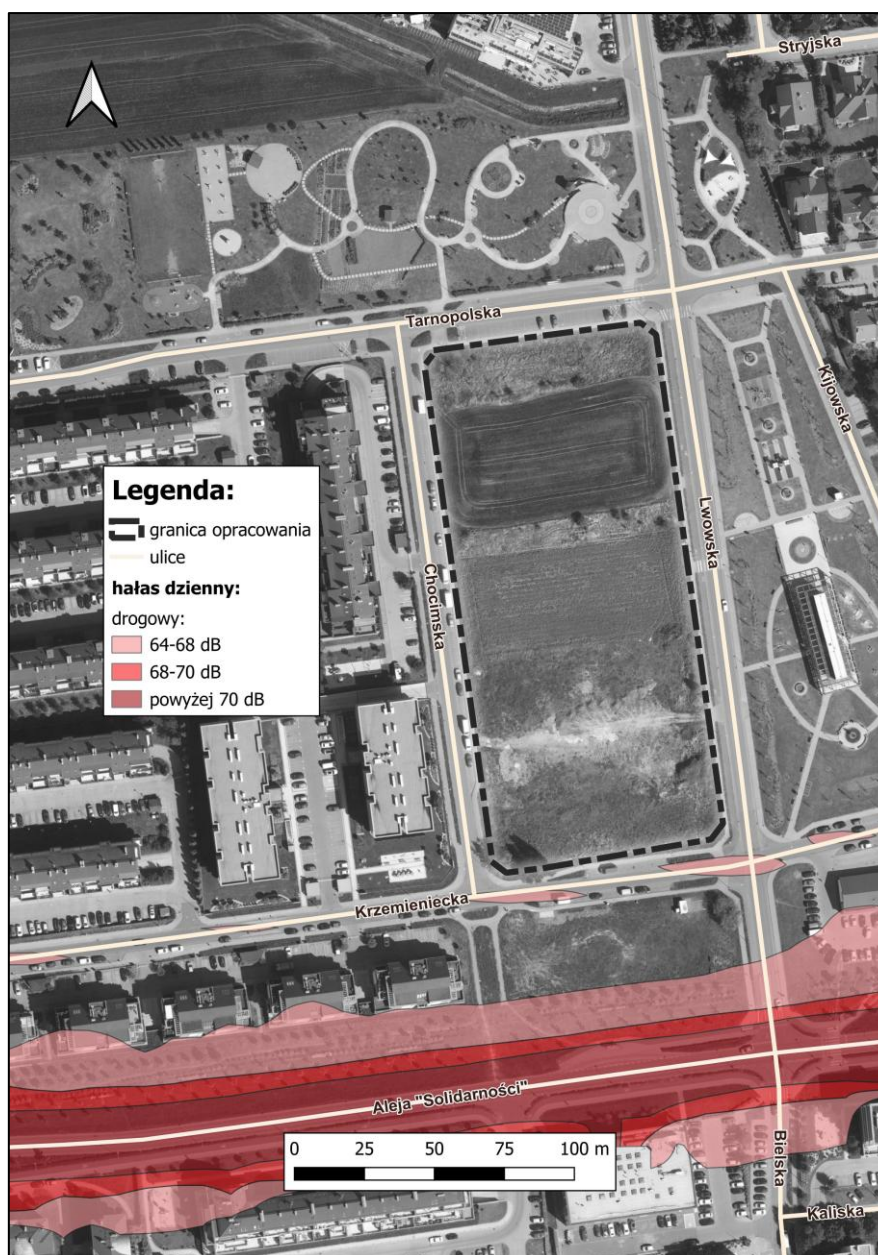 Stryjska
Tarnopolska
Kijowska
Legenda:
granica opracowania
ulice
hałas dzienny:
drogowy:
64-68 dB
68-70 dB
powyżej 70 dB
Chocimska
Lwowska
Krzemieniecka
Aleja "Solidarności"
0 25 50 75 100 m
Bielska
Kaliska